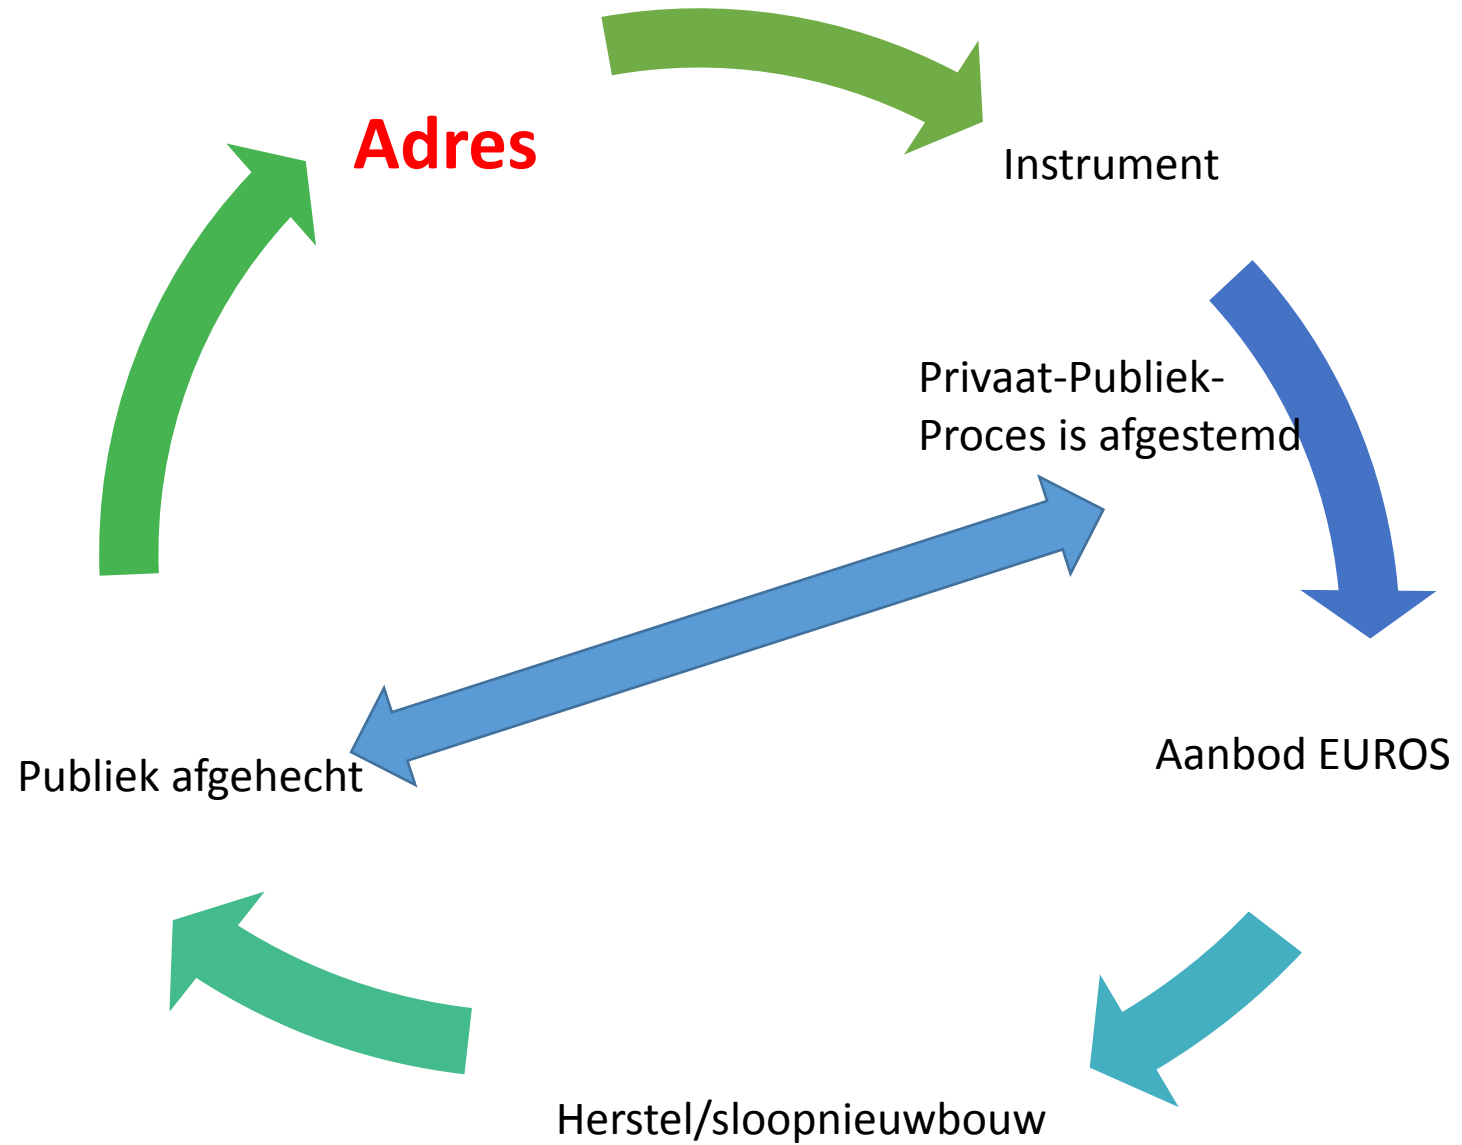 Adres
Instrument
Privaat-Publiek-
Proces is afgestemd
Aanbod EUROS
Publiek afgehecht
Herstel/sloopnieuwbouw